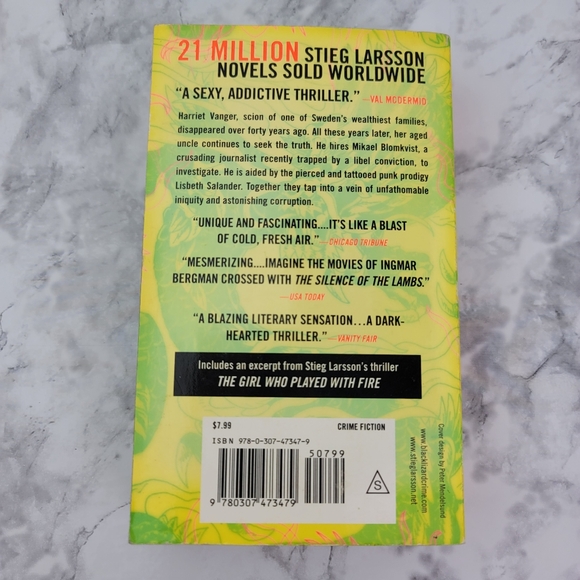 21 MILLION STIEG LARSSON
NOVELS SOLD WORLDWIDE
“A SEXY, ADDICTIVE THRILLER.” —VAL MCDERMID
Harriet Vanger, scion of one of Sweden’s wealthiest families,
disappeared over forty years ago. All these years later, her aged
uncle continues to seek the truth. He hires Mikael Blomkvist, a
crusading journalist recently trapped by a libel conviction, to
investigate. He is aided by the pierced and tattooed punk prodigy
Lisbeth Salander. Together they tap into a vein of unfathomable
iniquity and astonishing corruption.
“UNIQUE AND FASCINATING....IT’S LIKE A BLAST
OF COLD, FRESH AIR.” —CHICAGO TRIBUNE
“MESMERIZING....IMAGINE THE MOVIES OF INGMAR
BERGMAN CROSSED WITH THE SILENCE OF THE LAMBS.”
—USA TODAY
“A BLAZING LITERARY SENSATION...A DARK-
HEARTED THRILLER.” —VANITY FAIR
Includes an excerpt from Stieg Larsson’s thriller
THE GIRL WHO PLAYED WITH FIRE
$7.99 CRIME FICTION
ISBN 978-0-307-47347-9
50799
9 780307 473479
S
Cover design by Peter Mendelsund
www.blacklizardcrime.com
www.stieglarsson.net